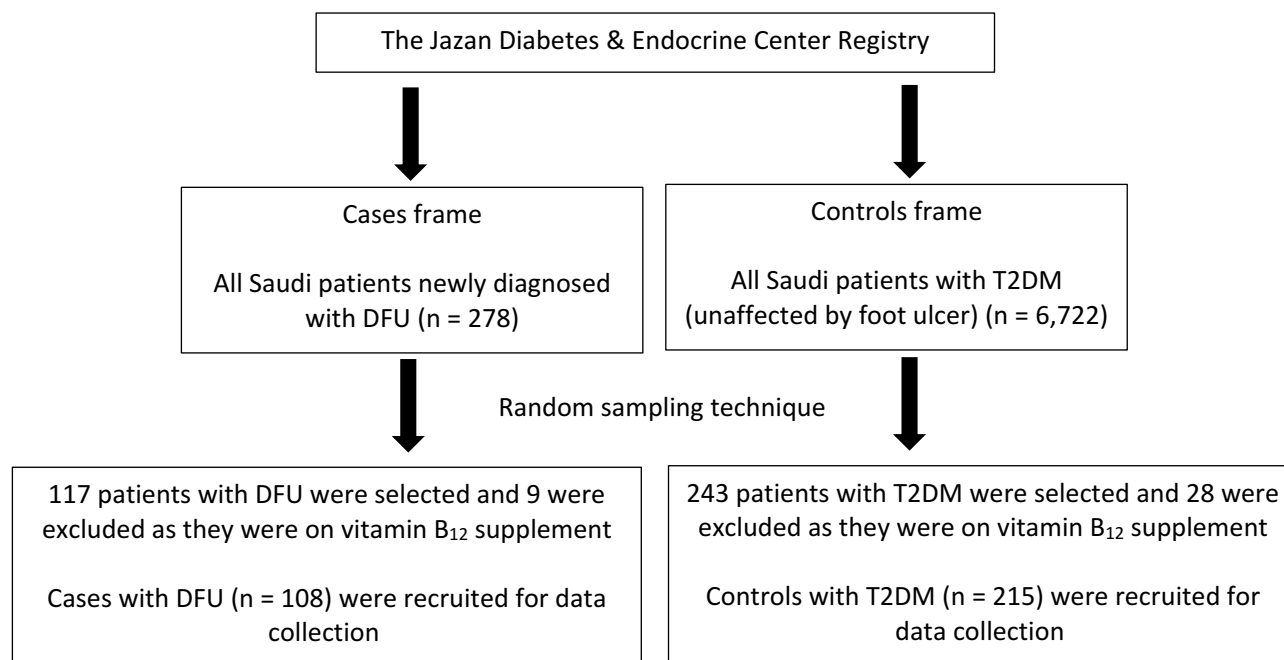 The Jazan Diabetes & Endocrine Center Registry
Cases frame
All Saudi patients newly diagnosed
with DFU (n = 278)
Controls frame
All Saudi patients with T2DM
(unaffected by foot ulcer) (n = 6,722)
Random sampling technique
117 patients with DFU were selected and 9 were
excluded as they were on vitamin B₁₂ supplement
Cases with DFU (n = 108) were recruited for data
collection
243 patients with T2DM were selected and 28 were
excluded as they were on vitamin B₁₂ supplement
Controls with T2DM (n = 215) were recruited for
data collection